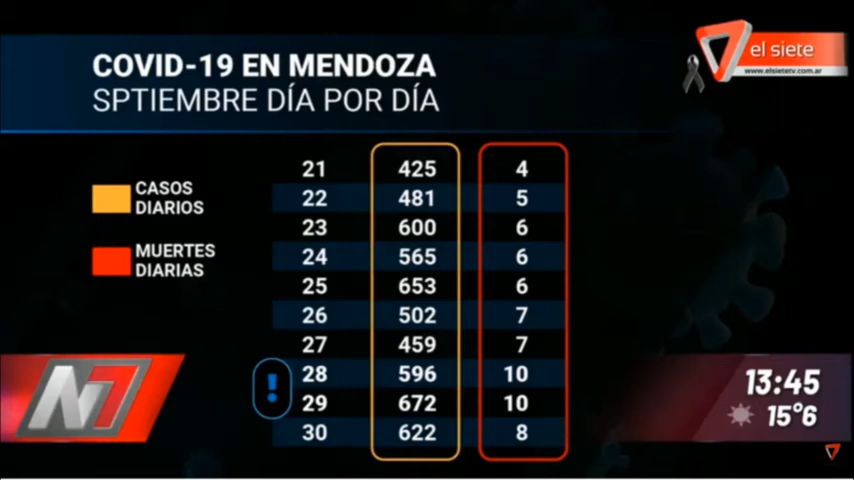 COVID-19 EN MENDOZA
SPTIEMBRE DÍA POR DÍA
el siete
www.elsietetv.com.ar
CASOS
DIARIOS
MUERTES
DIARIAS
21 425 4
22 481 5
23 600 6
24 565 6
25 653 6
26 502 7
27 459 7
! 28 596 10
29 672 10
30 622 8
N7
13:45
15°6